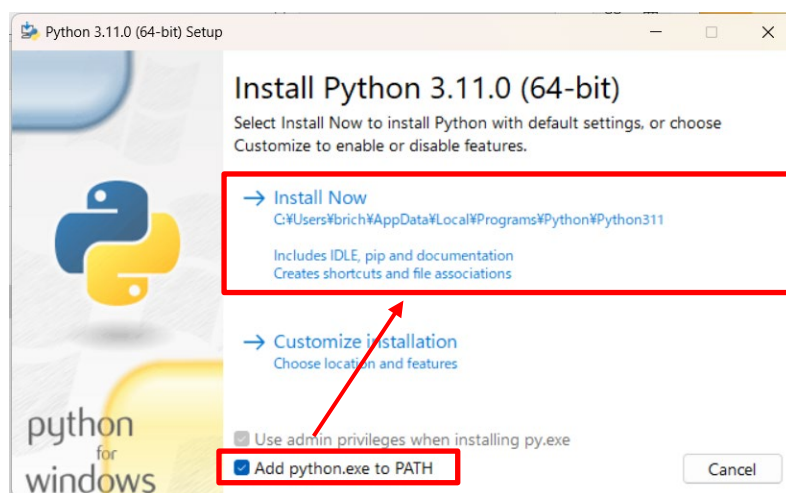 Python 3.11.0 (64-bit) Setup
Install Python 3.11.0 (64-bit)
Select Install Now to install Python with default settings, or choose
Customize to enable or disable features.
Install Now
C:¥Users¥brich¥AppData¥Local¥Programs¥Python¥Python311
Includes IDLE, pip and documentation
Creates shortcuts and file associations
Customize installation
Choose location and features
Use admin privileges when installing py.exe
Add python.exe to PATH
Cancel
python
for
windows